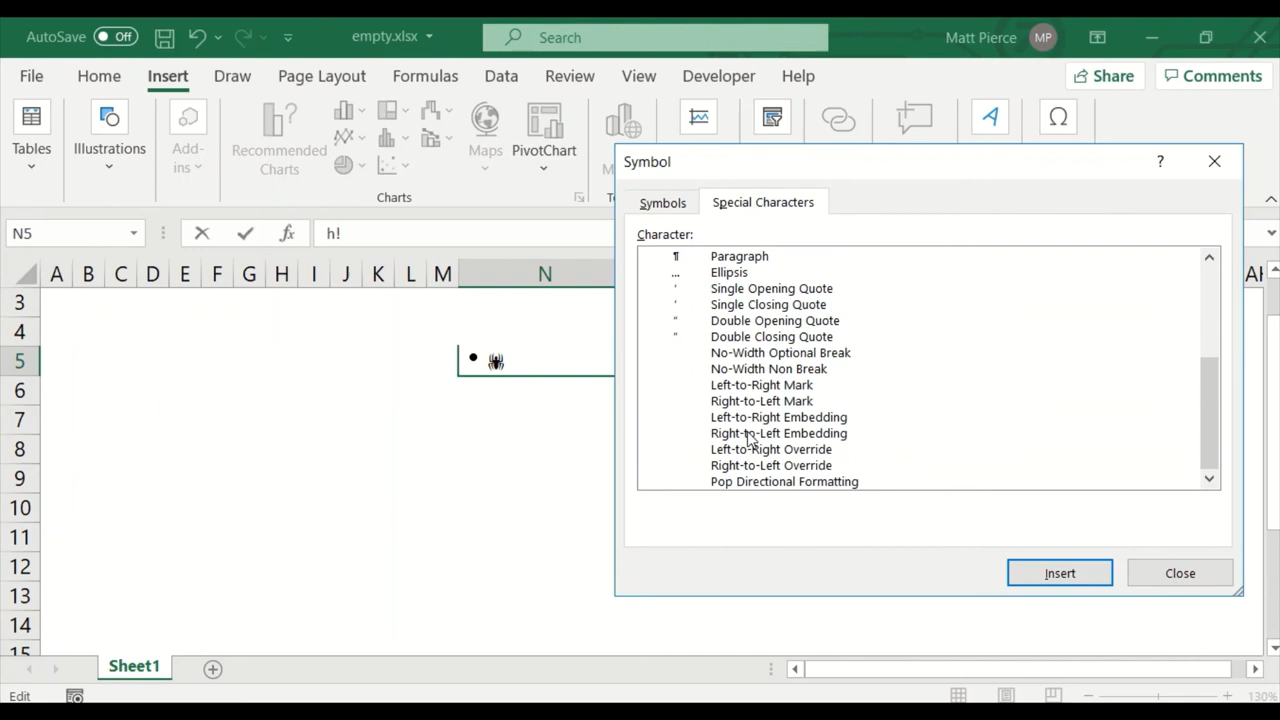 AutoSave Off empty.xlsx Search Matt Pierce MP
File Home Insert Draw Page Layout Formulas Data Review View Developer Help Share Comments
Tables Illustrations Add-ins Recommended Charts Maps PivotChart
Charts
N5 fx h!
A B C D E F G H I J K L M N
3
4
5 • 🕷
6
7
8
9
10
11
12
13
14
15
Symbol ?
Symbols Special Characters
Character:
¶ Paragraph
… Ellipsis
‘ Single Opening Quote
’ Single Closing Quote
“ Double Opening Quote
” Double Closing Quote
No-Width Optional Break
No-Width Non Break
Left-to-Right Mark
Right-to-Left Mark
Left-to-Right Embedding
Right-to-Left Embedding
Left-to-Right Override
Right-to-Left Override
Pop Directional Formatting
Insert Close
Sheet1
Edit 130%